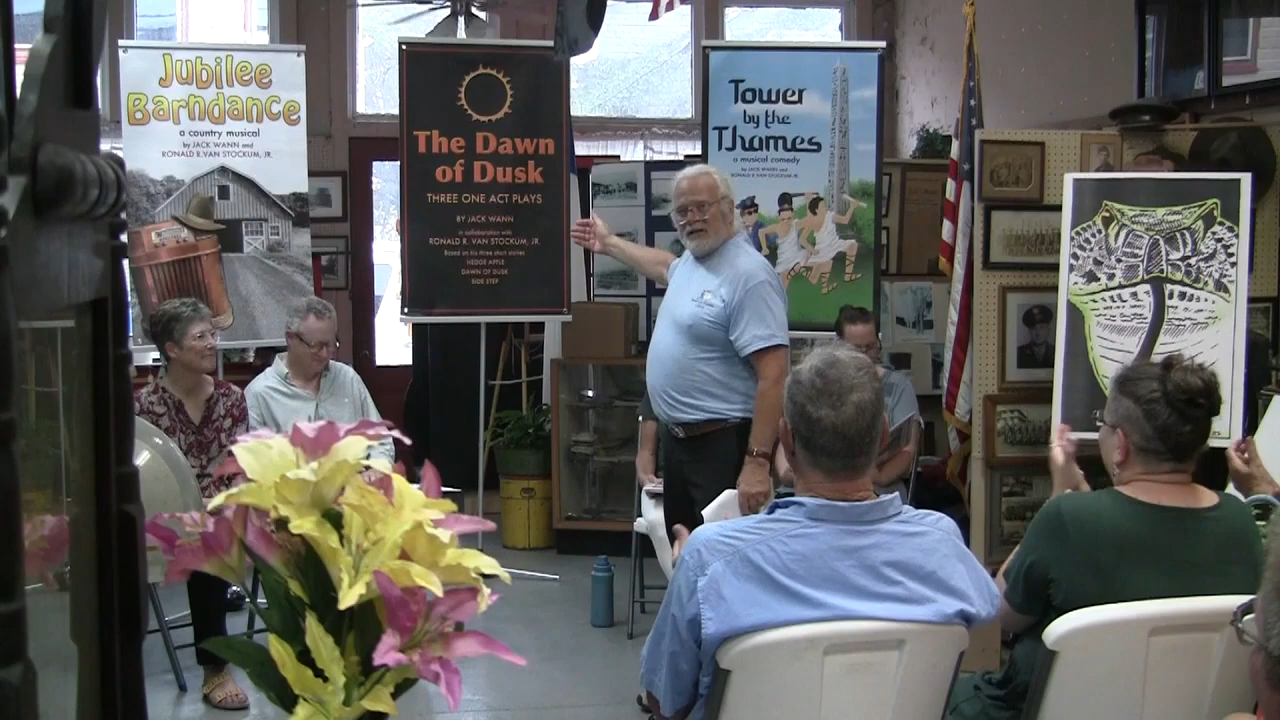 Jubilee
Barndance
a country musical
by JACK WANN and
RONALD R. VAN STOCKUM, JR.
The Dawn
of Dusk
THREE ONE ACT PLAYS
BY JACK WANN
in collaboration with
RONALD R. VAN STOCKUM, JR.
Based on his three short stories
HEDGE APPLE
DAWN OF DUSK
SIDE STEP
Tower
by the
Thames
a musical comedy
by JACK WANN and
RONALD R. VAN STOCKUM JR.